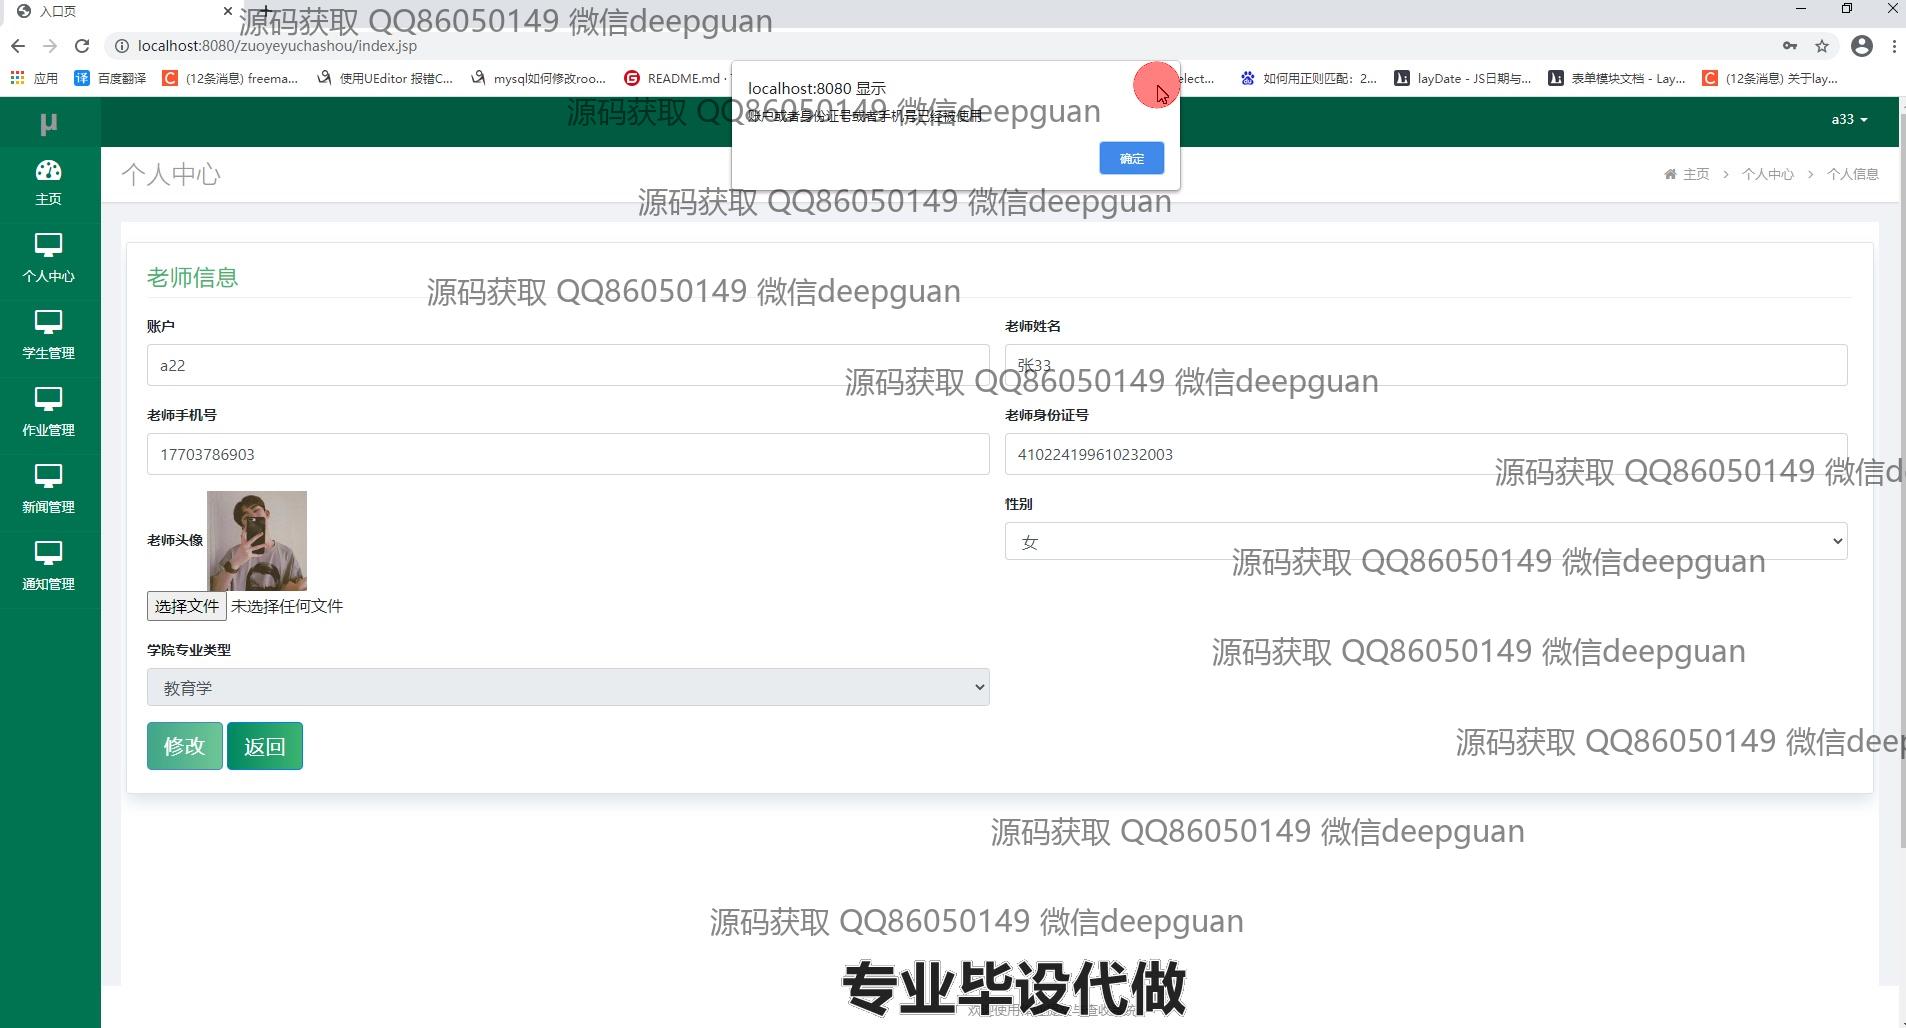 入口页
源码获取 QQ86050149 微信deepguan
localhost:8080/zuoyeyuchashou/index.jsp
应用
百度翻译
(12条消息) freema...
使用UEditor 报错C...
mysql如何修改roo...
README.md ·
elect...
如何用正则匹配：2...
layDate - JS日期与...
表单模块文档 - Lay...
(12条消息) 关于lay...
localhost:8080 显示
源码获取 QQ86050149 微信deepguan
账户或者身份证号或者手机号已经被使用
确定
μ
a33
主页
个人中心
学生管理
作业管理
新闻管理
通知管理
个人中心
主页 > 个人中心 > 个人信息
源码获取 QQ86050149 微信deepguan
老师信息
源码获取 QQ86050149 微信deepguan
账户
a22
老师姓名
张33
源码获取 QQ86050149 微信deepguan
老师手机号
17703786903
老师身份证号
410224199610232003
源码获取 QQ86050149 微信d
老师头像
选择文件 未选择任何文件
性别
女
源码获取 QQ86050149 微信deepguan
学院专业类型
教育学
源码获取 QQ86050149 微信deepguan
修改
返回
源码获取 QQ86050149 微信deep
源码获取 QQ86050149 微信deepguan
源码获取 QQ86050149 微信deepguan
专业毕设代做